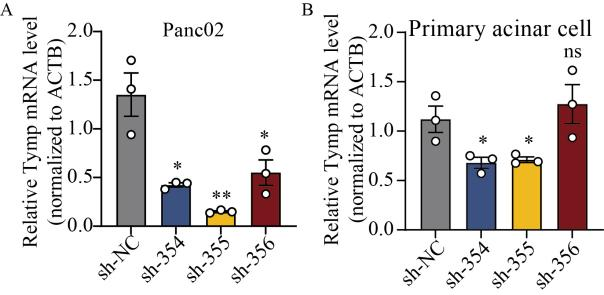 A
Panc02
Relative Tymp mRNA level
(normalized to ACTB)
2.0
1.5
1.0
0.5
0.0
*
**
*
sh-NC
sh-354
sh-355
sh-356
B
Primary acinar cell
Relative Tymp mRNA level
(normalized to ACTB)
2.0
1.5
1.0
0.5
0.0
*
*
ns
sh-NC
sh-354
sh-355
sh-356